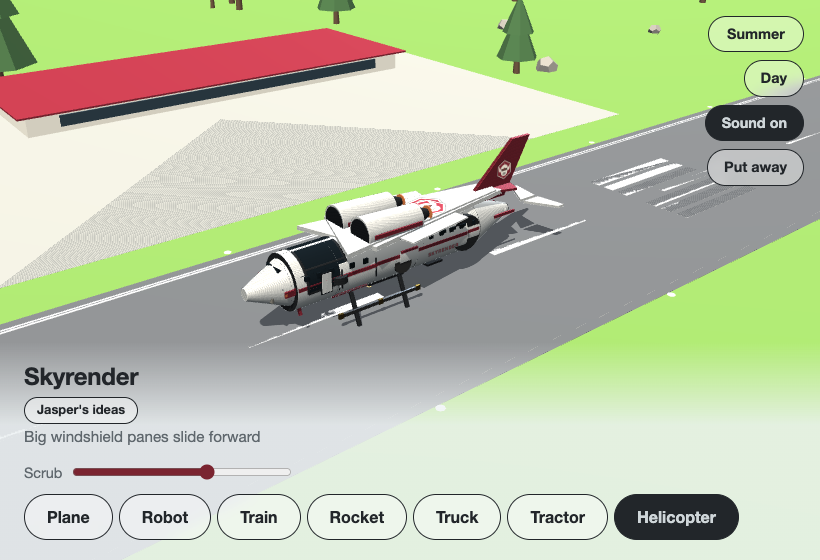 Summer
Day
Sound on
Put away
Skyrender
Jasper's ideas
Big windshield panes slide forward
Scrub
Plane
Robot
Train
Rocket
Truck
Tractor
Helicopter